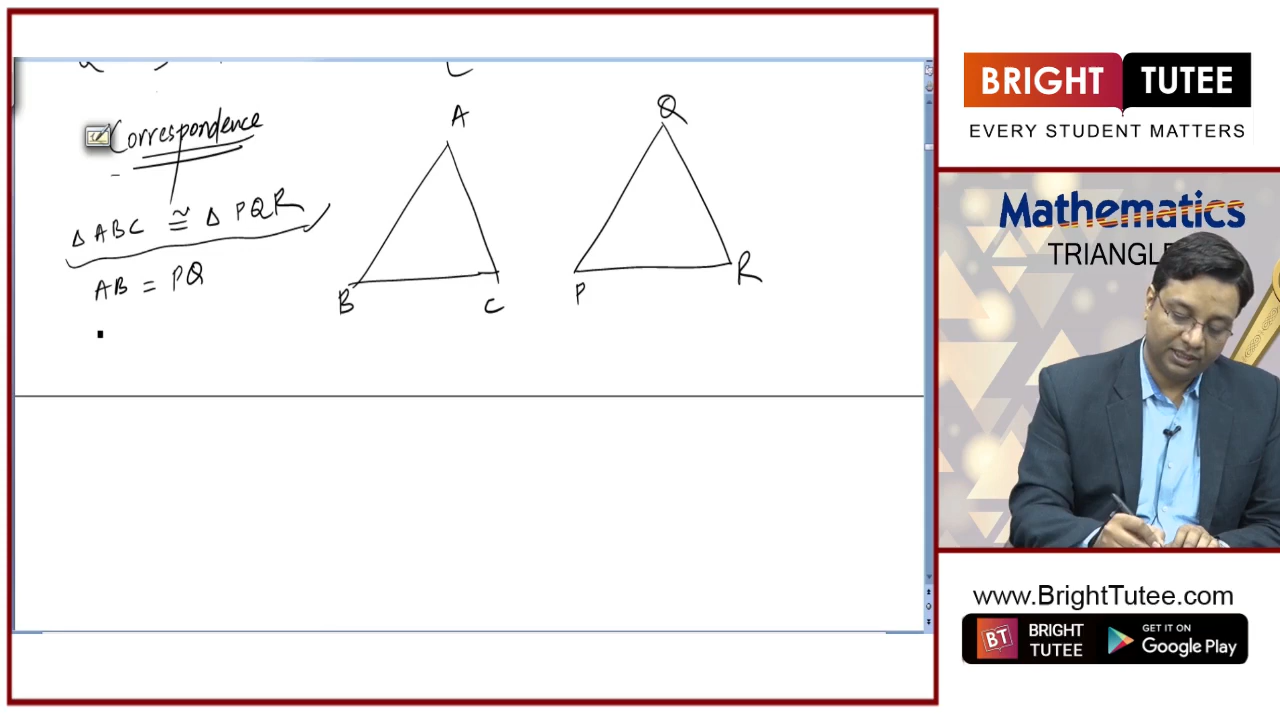 Correspondence
Δ ABC ≅ Δ PQR
AB = PQ
A
B
C
Q
P
R
BRIGHT TUTEE
EVERY STUDENT MATTERS
Mathematics
TRIANGLE
www.BrightTutee.com
BT
BRIGHT
TUTEE
GET IT ON
Google Play